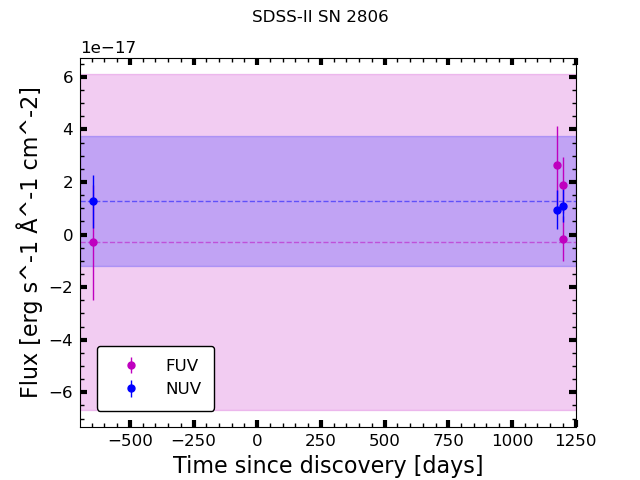 SDSS-II SN 2806
1e−17
6
4
2
0
−2
−4
−6
Flux [erg s^-1 Å^-1 cm^-2]
FUV
NUV
−500 −250 0 250 500 750 1000 1250
Time since discovery [days]